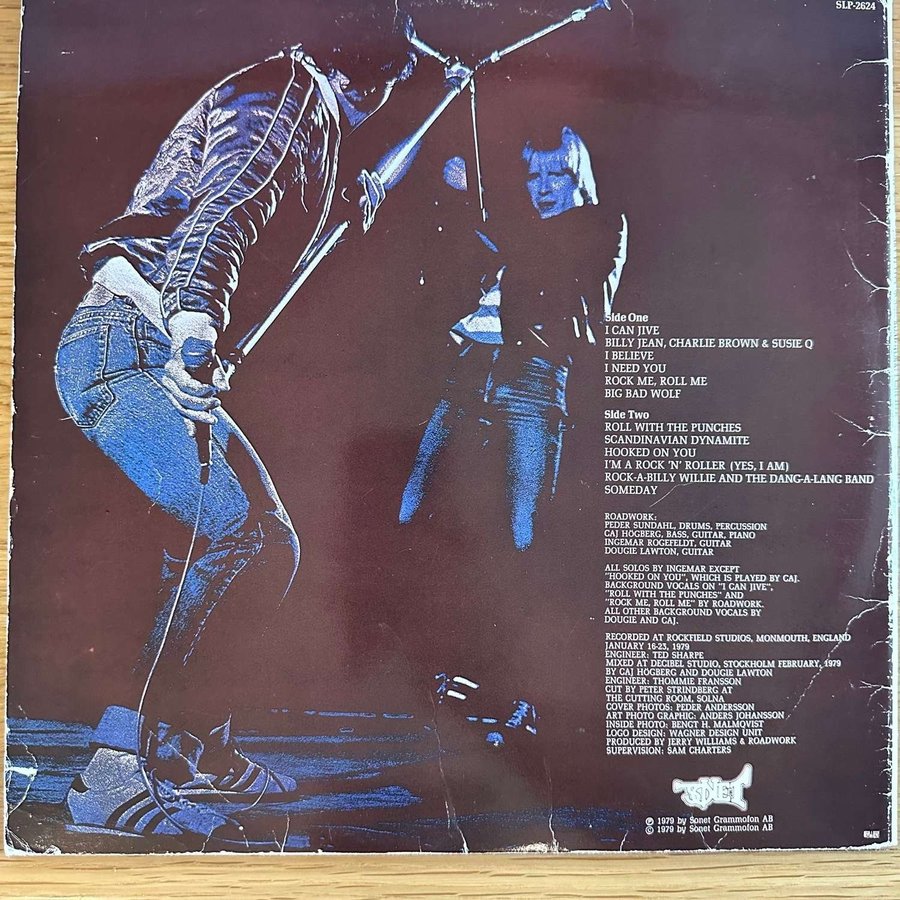 SLP-2624
Side One
I CAN JIVE
BILLY JEAN, CHARLIE BROWN & SUSIE Q
I BELIEVE
I NEED YOU
ROCK ME, ROLL ME
BIG BAD WOLF
Side Two
ROLL WITH THE PUNCHES
SCANDINAVIAN DYNAMITE
HOOKED ON YOU
I'M A ROCK 'N' ROLLER (YES, I AM)
ROCK-A-BILLY WILLIE AND THE DANG-A-LANG BAND
SOMEDAY
ROADWORK:
PEDER SUNDAHL, DRUMS, PERCUSSION
CAJ HÖGBERG, BASS, GUITAR, PIANO
INGEMAR ROGEFELDT, GUITAR
DOUGIE LAWTON, GUITAR
ALL SOLOS BY INGEMAR EXCEPT
"HOOKED ON YOU", WHICH IS PLAYED BY CAJ.
BACKGROUND VOCALS ON "I CAN JIVE",
"ROLL WITH THE PUNCHES" AND
"ROCK ME, ROLL ME" BY ROADWORK.
ALL OTHER BACKGROUND VOCALS BY
DOUGIE AND CAJ.
RECORDED AT ROCKFIELD STUDIOS, MONMOUTH, ENGLAND
JANUARY 16-23, 1979
ENGINEER: TED SHARPE
MIXED AT DECIBEL STUDIO, STOCKHOLM FEBRUARY, 1979
BY CAJ HÖGBERG AND DOUGIE LAWTON
ENGINEER: THOMMIE FRANSSON
CUT BY PETER STRINDBERG AT
THE CUTTING ROOM, SOLNA
COVER PHOTOS: PEDER ANDERSSON
ART PHOTO GRAPHIC: ANDERS JOHANSSON
INSIDE PHOTO: BENGT H. MALMQVIST
LOGO DESIGN: WAGNER DESIGN UNIT
PRODUCED BY JERRY WILLIAMS & ROADWORK
SUPERVISION: SAM CHARTERS
SONET
℗ 1979 by Sonet Grammofon AB
© 1979 by Sonet Grammofon AB